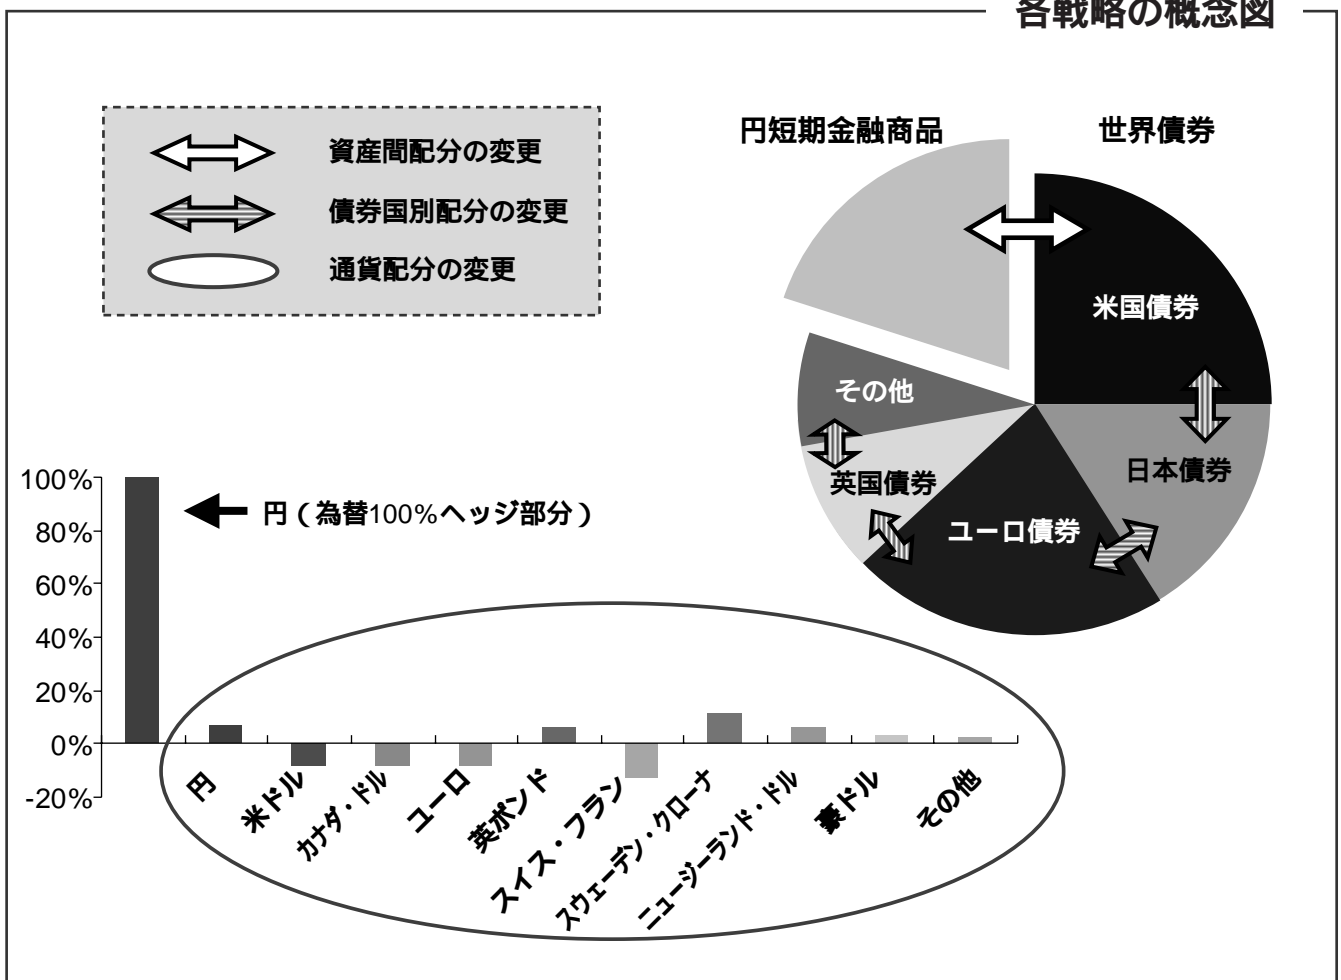 各戦略の概念図
資産間配分の変更
債券国別配分の変更
通貨配分の変更
円短期金融商品
世界債券
米国債券
その他
日本債券
英国債券
ユーロ債券
100%
80%
60%
40%
20%
0%
-20%
円（為替100%ヘッジ部分）
円
米ドル
カナダ・ドル
ユーロ
英ポンド
スイス・フラン
スウェーデン・クローナ
ニュージーランド・ドル
豪ドル
その他